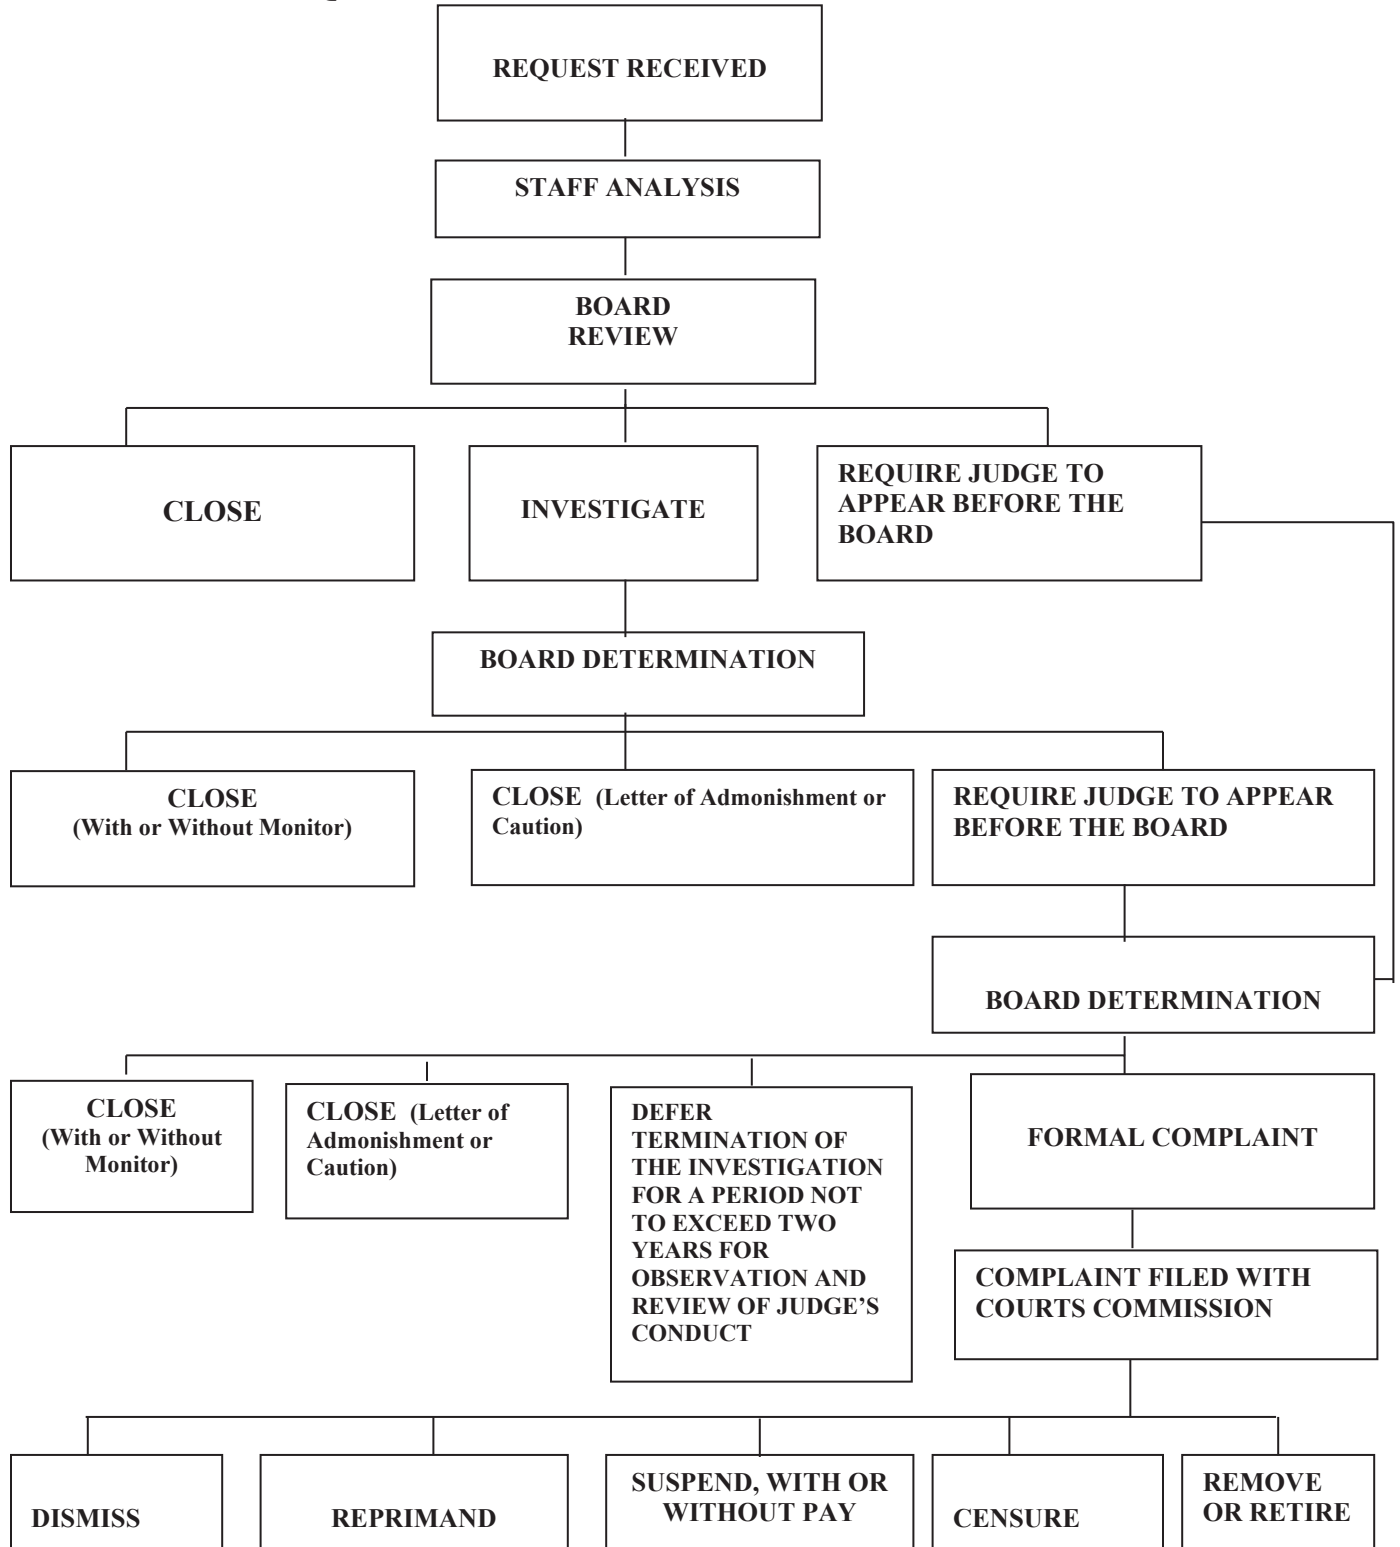 REQUEST RECEIVED
STAFF ANALYSIS
BOARD
REVIEW
CLOSE
INVESTIGATE
REQUIRE JUDGE TO
APPEAR BEFORE THE
BOARD
BOARD DETERMINATION
CLOSE
(With or Without Monitor)
CLOSE (Letter of Admonishment or
Caution)
REQUIRE JUDGE TO APPEAR
BEFORE THE BOARD
BOARD DETERMINATION
CLOSE
(With or Without
Monitor)
CLOSE (Letter of
Admonishment or
Caution)
DEFER
TERMINATION OF
THE INVESTIGATION
FOR A PERIOD NOT
TO EXCEED TWO
YEARS FOR
OBSERVATION AND
REVIEW OF JUDGE'S
CONDUCT
FORMAL COMPLAINT
COMPLAINT FILED WITH
COURTS COMMISSION
DISMISS
REPRIMAND
SUSPEND, WITH OR
WITHOUT PAY
CENSURE
REMOVE
OR RETIRE